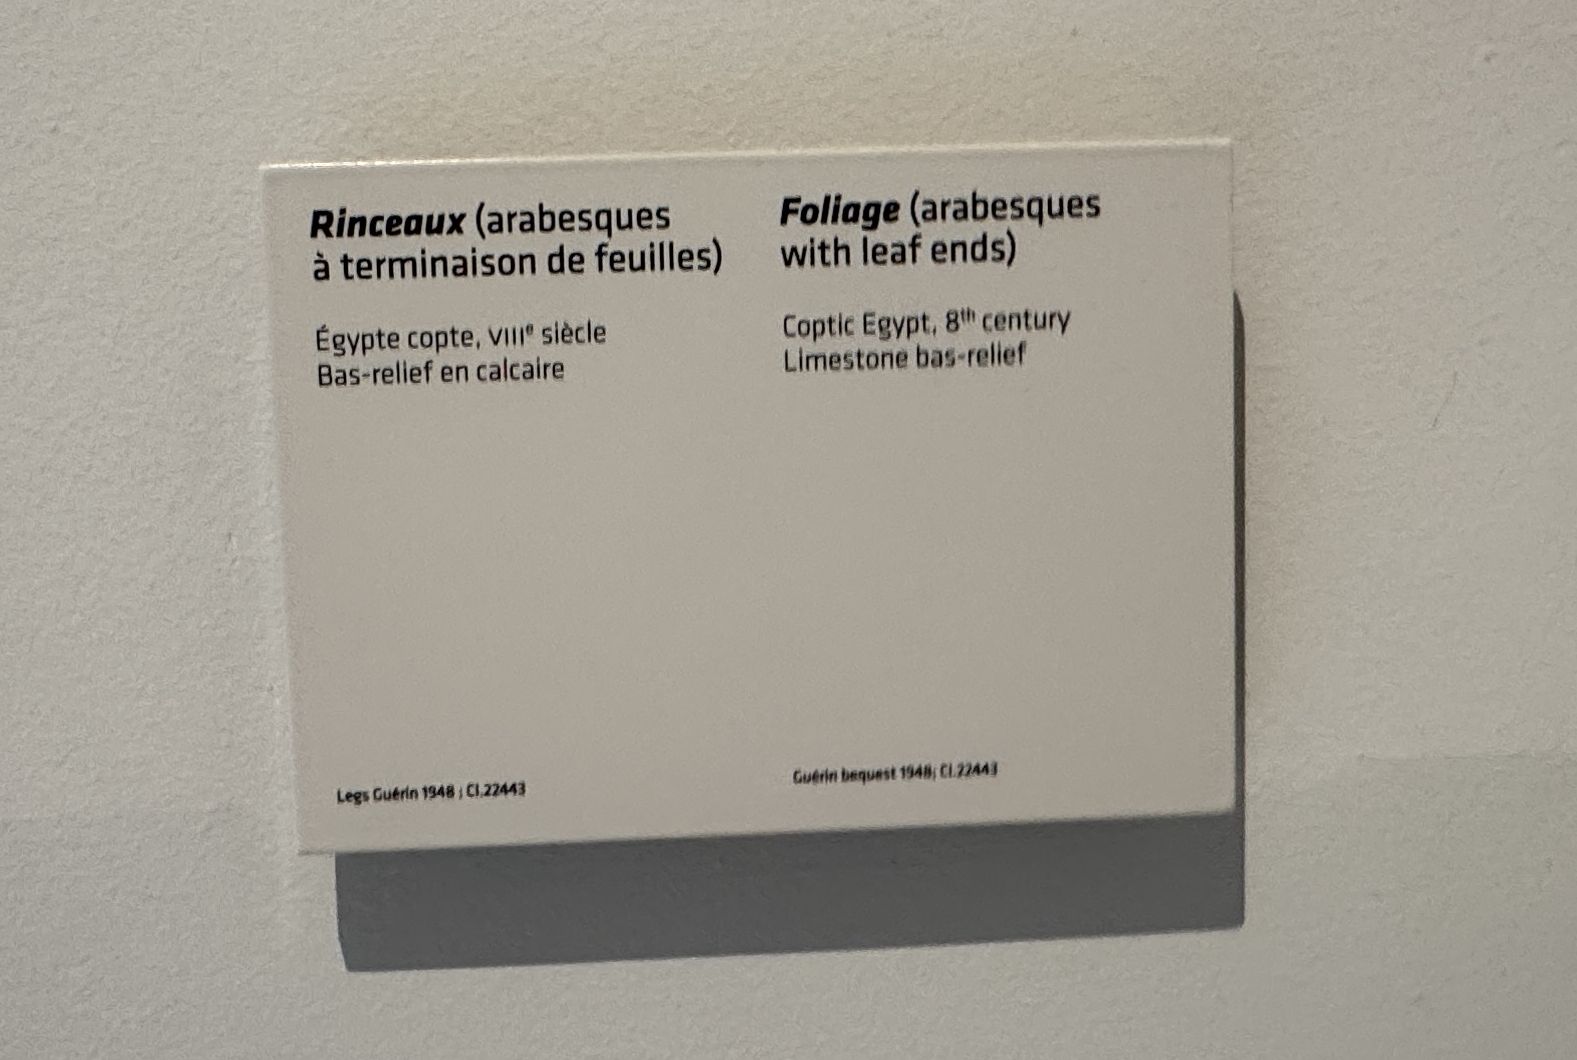 Rinceaux (arabesques
à terminaison de feuilles)
Égypte copte, VIIIᵉ siècle
Bas-relief en calcaire
Legs Guérin 1948 ; Cl.22443
Foliage (arabesques
with leaf ends)
Coptic Egypt, 8ᵗʰ century
Limestone bas-relief
Guérin bequest 1948; Cl.22443